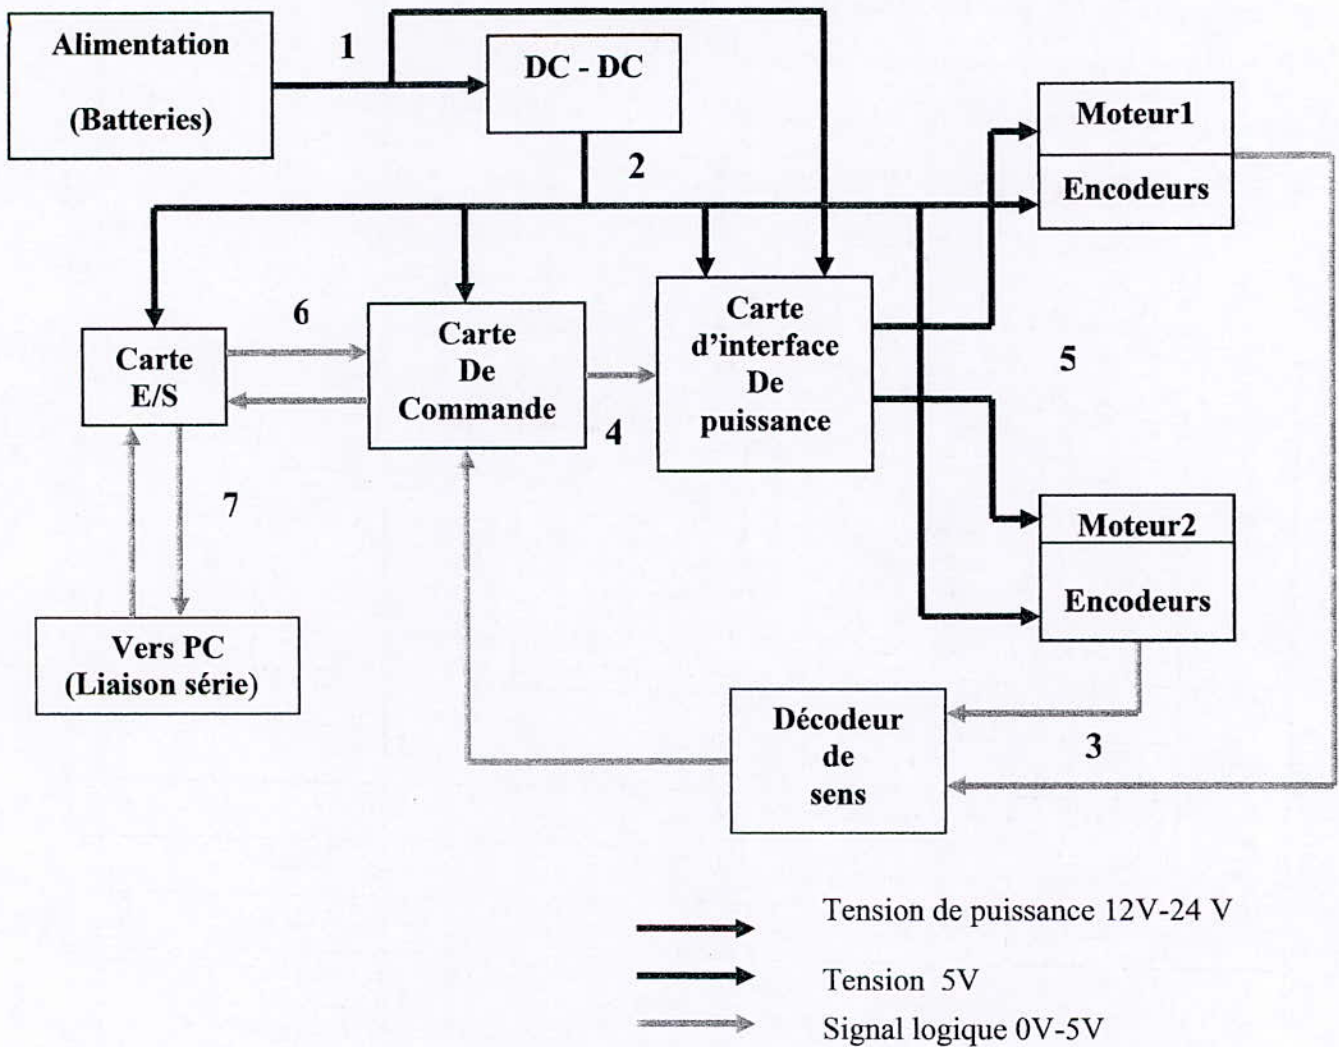 Alimentation
(Batteries)
1
DC - DC
2
Moteur1
Encodeurs
Carte
E/S
6
Carte
De
Commande
4
Carte
d'interface
De
puissance
5
7
Moteur2
Encodeurs
Vers PC
(Liaison série)
Décodeur
de
sens
3
Tension de puissance 12V-24 V
Tension 5V
Signal logique 0V-5V